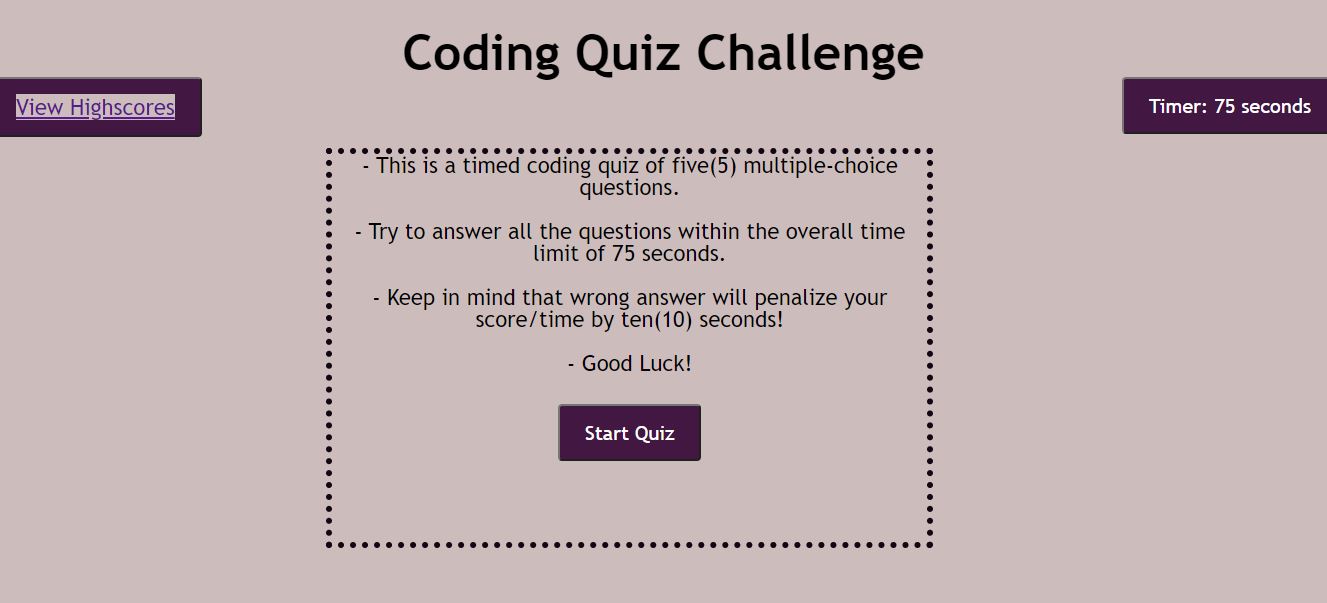 Coding Quiz Challenge
View Highscores
Timer: 75 seconds
- This is a timed coding quiz of five(5) multiple-choice
questions.
- Try to answer all the questions within the overall time
limit of 75 seconds.
- Keep in mind that wrong answer will penalize your
score/time by ten(10) seconds!
- Good Luck!
Start Quiz